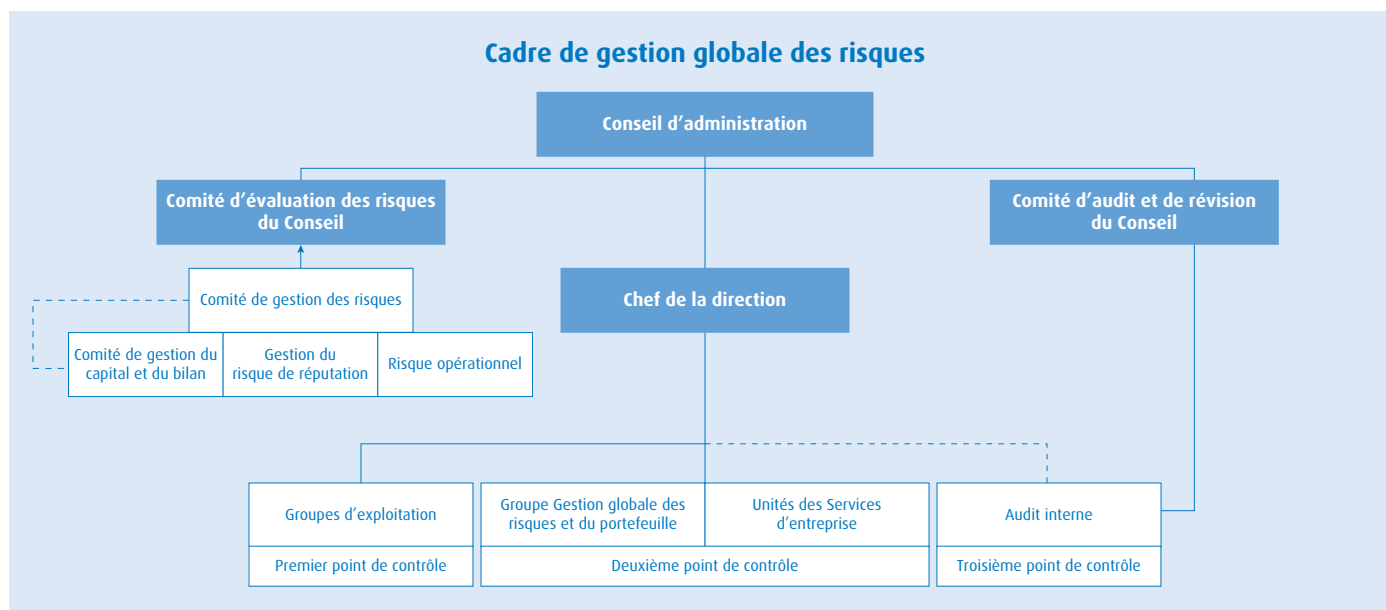 Cadre de gestion globale des risques
Conseil d’administration
Comité d’évaluation des risques
du Conseil
Comité d’audit et de révision
du Conseil
Comité de gestion des risques
Chef de la direction
Comité de gestion du
capital et du bilan
Gestion du
risque de réputation
Risque opérationnel
Groupes d’exploitation
Groupe Gestion globale des
risques et du portefeuille
Unités des Services
d’entreprise
Audit interne
Premier point de contrôle
Deuxième point de contrôle
Troisième point de contrôle